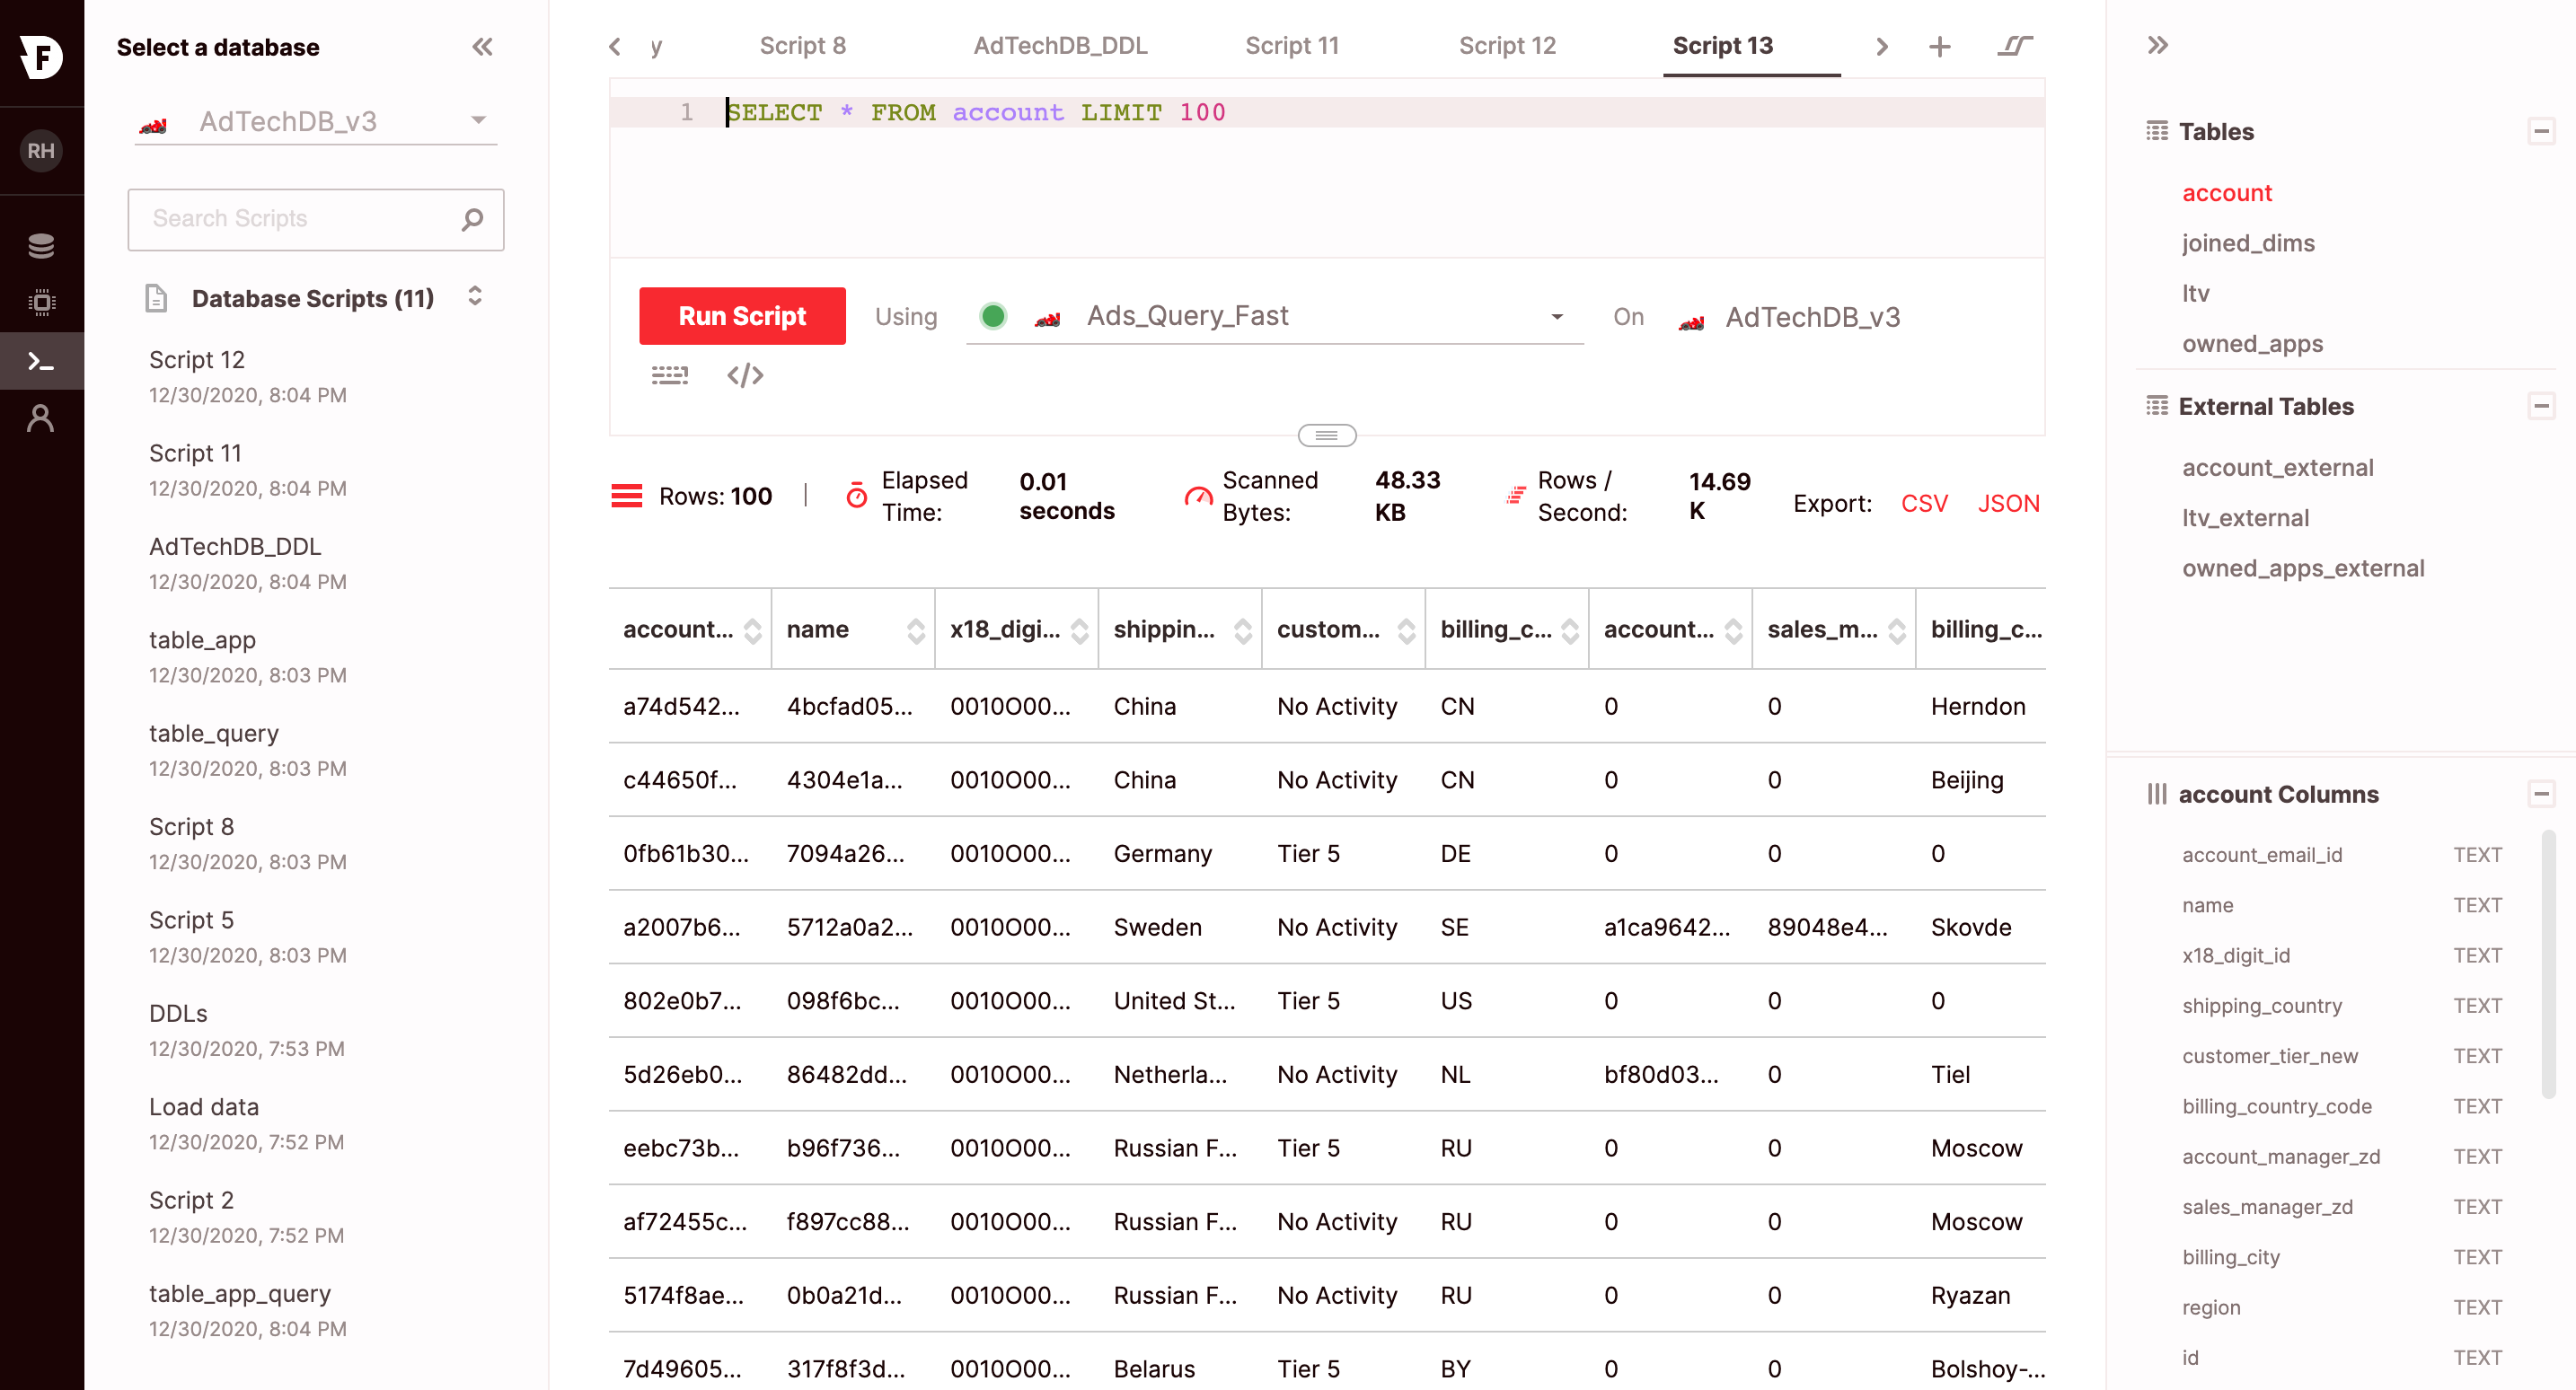 F
RH
Select a database
AdTechDB_v3
Search Scripts
Database Scripts (11)
Script 12
12/30/2020, 8:04 PM
Script 11
12/30/2020, 8:04 PM
AdTechDB_DDL
12/30/2020, 8:04 PM
table_app
12/30/2020, 8:03 PM
table_query
12/30/2020, 8:03 PM
Script 8
12/30/2020, 8:03 PM
Script 5
12/30/2020, 8:03 PM
DDLs
12/30/2020, 7:53 PM
Load data
12/30/2020, 7:52 PM
Script 2
12/30/2020, 7:52 PM
table_app_query
12/30/2020, 8:04 PM
y Script 8 AdTechDB_DDL Script 11 Script 12 Script 13
1 SELECT * FROM account LIMIT 100
Run Script Using Ads_Query_Fast On AdTechDB_v3
Rows: 100 | Elapsed Time: 0.01 seconds Scanned Bytes: 48.33 KB Rows / Second: 14.69 K Export: CSV JSON
account... name x18_digi... shippin... custom... billing_c... account... sales_m... billing_c...
a74d542... 4bcfad05... 0010O00... China No Activity CN 0 0 Herndon
c44650f... 4304e1a... 0010O00... China No Activity CN 0 0 Beijing
0fb61b30... 7094a26... 0010O00... Germany Tier 5 DE 0 0 0
a2007b6... 5712a0a2... 0010O00... Sweden No Activity SE a1ca9642... 89048e4... Skovde
802e0b7... 098f6bc... 0010O00... United St... Tier 5 US 0 0 0
5d26eb0... 86482dd... 0010O00... Netherla... No Activity NL bf80d03... 0 Tiel
eebc73b... b96f736... 0010O00... Russian F... Tier 5 RU 0 0 Moscow
af72455c... f897cc88... 0010O00... Russian F... No Activity RU 0 0 Moscow
5174f8ae... 0b0a21d... 0010O00... Russian F... No Activity RU 0 0 Ryazan
7d49605... 317f8f3d... 0010O00... Belarus Tier 5 BY 0 0 Bolshoy-...
Tables
account
joined_dims
ltv
owned_apps
External Tables
account_external
ltv_external
owned_apps_external
account Columns
account_email_id TEXT
name TEXT
x18_digit_id TEXT
shipping_country TEXT
customer_tier_new TEXT
billing_country_code TEXT
account_manager_zd TEXT
sales_manager_zd TEXT
billing_city TEXT
region TEXT
id TEXT